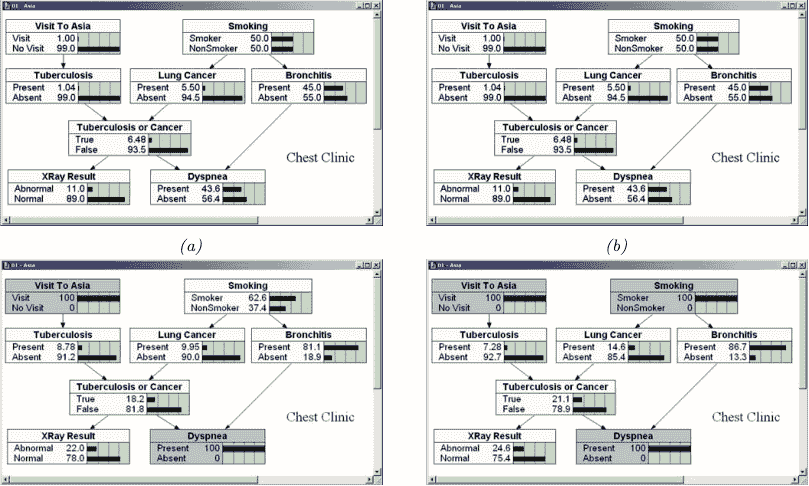 01 - Asia
01 - Asia
Visit To Asia
Visit 1.00
No Visit 99.0
Smoking
Smoker 50.0
NonSmoker 50.0
Tuberculosis
Present 1.04
Absent 99.0
Lung Cancer
Present 5.50
Absent 94.5
Bronchitis
Present 45.0
Absent 55.0
Tuberculosis or Cancer
True 6.48
False 93.5
Chest Clinic
XRay Result
Abnormal 11.0
Normal 89.0
Dyspnea
Present 43.6
Absent 56.4
(a)
Visit To Asia
Visit 1.00
No Visit 99.0
Smoking
Smoker 50.0
NonSmoker 50.0
Tuberculosis
Present 1.04
Absent 99.0
Lung Cancer
Present 5.50
Absent 94.5
Bronchitis
Present 45.0
Absent 55.0
Tuberculosis or Cancer
True 6.48
False 93.5
Chest Clinic
XRay Result
Abnormal 11.0
Normal 89.0
Dyspnea
Present 43.6
Absent 56.4
(b)
01 - Asia
Visit To Asia
Visit 100
No Visit 0
Smoking
Smoker 62.6
NonSmoker 37.4
Tuberculosis
Present 8.78
Absent 91.2
Lung Cancer
Present 9.95
Absent 90.0
Bronchitis
Present 81.1
Absent 18.9
Tuberculosis or Cancer
True 18.2
False 81.8
Chest Clinic
XRay Result
Abnormal 22.0
Normal 78.0
Dyspnea
Present 100
Absent 0
01 - Asia
Visit To Asia
Visit 100
No Visit 0
Smoking
Smoker 100
NonSmoker 0
Tuberculosis
Present 7.28
Absent 92.7
Lung Cancer
Present 14.6
Absent 85.4
Bronchitis
Present 86.7
Absent 13.3
Tuberculosis or Cancer
True 21.1
False 78.9
Chest Clinic
XRay Result
Abnormal 24.6
Normal 75.4
Dyspnea
Present 100
Absent 0